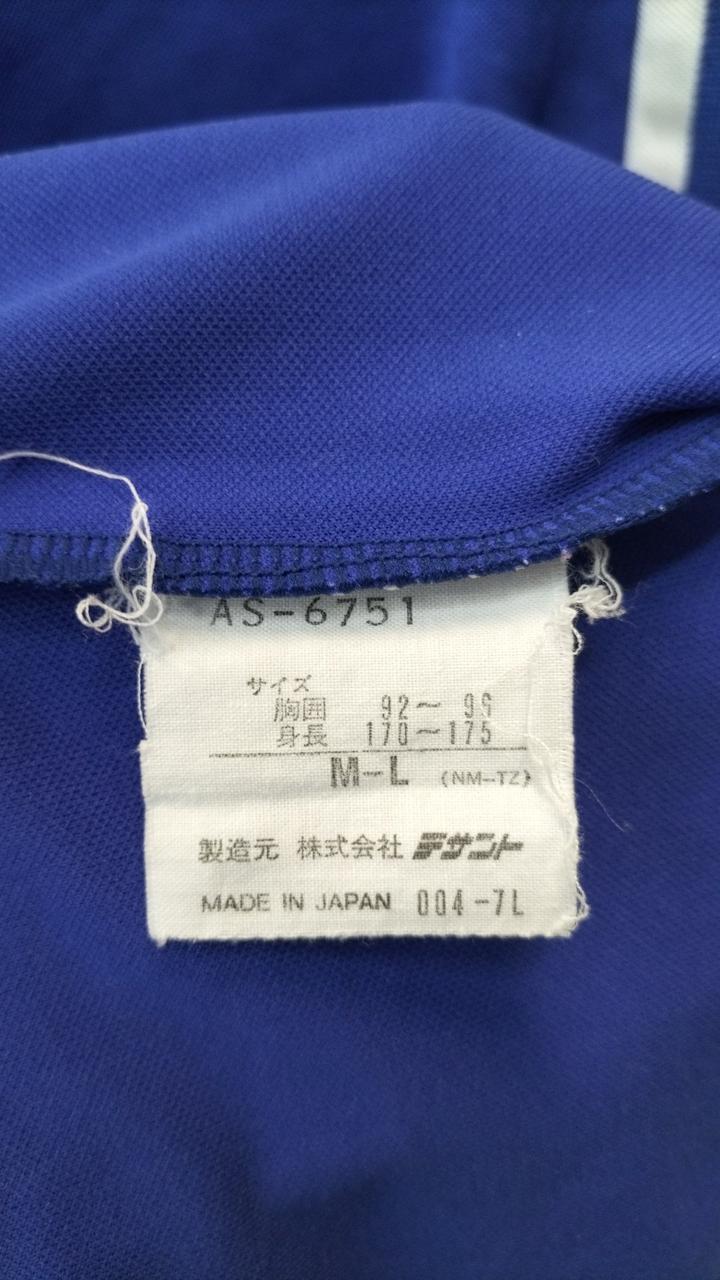 AS-6751
サイズ
胸囲 92〜 96
身長 170〜175
M-L (NM-TZ)
製造元 株式会社 デサント
MADE IN JAPAN 004-7L